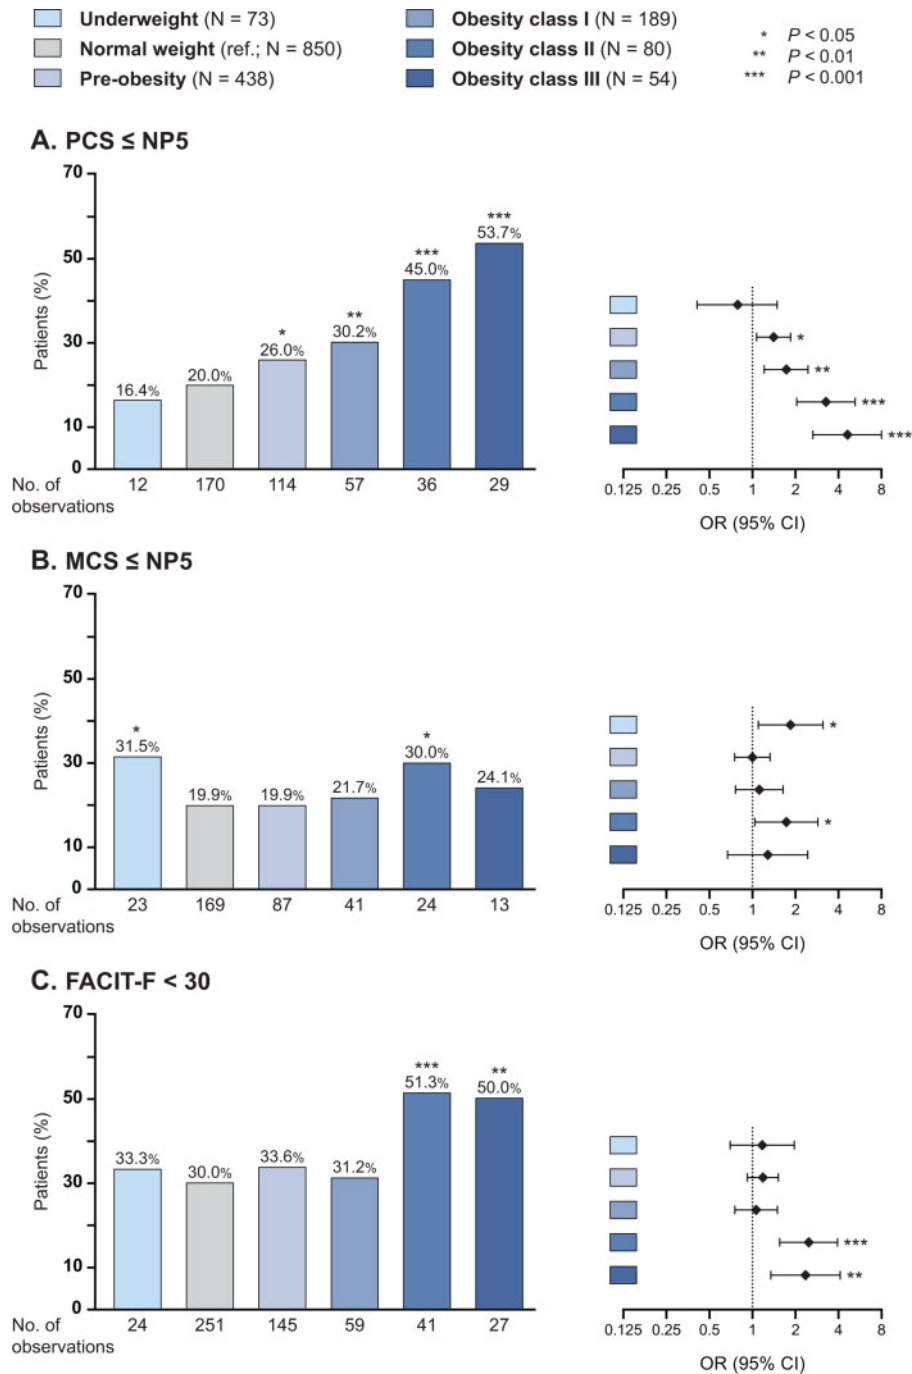 Underweight (N = 73)
Normal weight (ref.; N = 850)
Pre-obesity (N = 438)
Obesity class I (N = 189)
Obesity class II (N = 80)
Obesity class III (N = 54)
* P < 0.05
** P < 0.01
*** P < 0.001
A. PCS ≤ NP5
Patients (%)
70
50
30
10
0
16.4%
20.0%
*
26.0%
**
30.2%
***
45.0%
***
53.7%
No. of observations
12 170 114 57 36 29
*
**
***
***
0.125 0.25 0.5 1 2 4 8
OR (95% CI)
B. MCS ≤ NP5
Patients (%)
70
50
30
10
0
*
31.5%
19.9%
19.9%
21.7%
*
30.0%
24.1%
No. of observations
23 169 87 41 24 13
*
*
0.125 0.25 0.5 1 2 4 8
OR (95% CI)
C. FACIT-F < 30
Patients (%)
70
50
30
10
0
33.3%
30.0%
33.6%
31.2%
***
51.3%
**
50.0%
No. of observations
24 251 145 59 41 27
***
**
0.125 0.25 0.5 1 2 4 8
OR (95% CI)